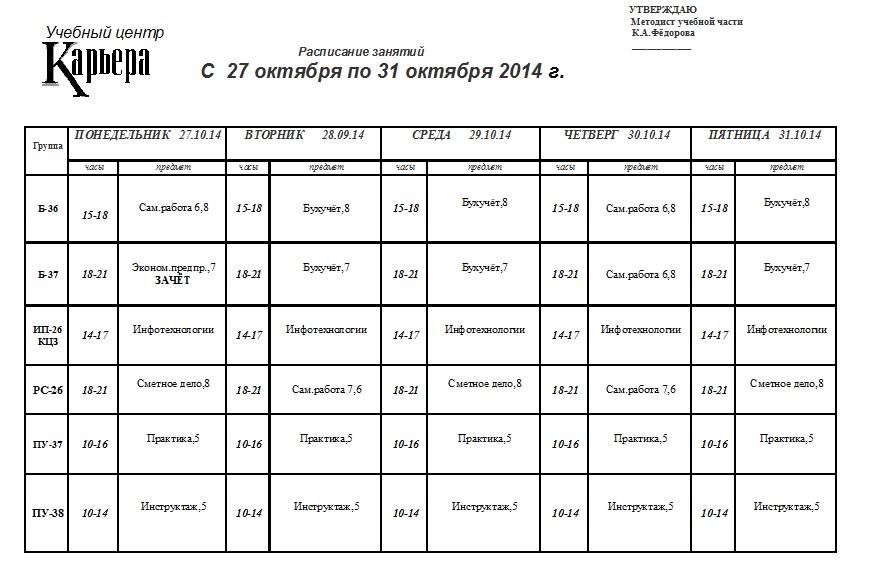 УТВЕРЖДАЮ
Методист учебной части
К.А.Фёдорова
____________
Учебный центр
Карьера
Расписание занятий
С 27 октября по 31 октября 2014 г.
Группа ПОНЕДЕЛЬНИК 27.10.14 ВТОРНИК 28.09.14 СРЕДА 29.10.14 ЧЕТВЕРГ 30.10.14 ПЯТНИЦА 31.10.14
часы предмет часы предмет часы предмет часы предмет часы предмет
Б-36 15-18 Сам.работа 6,8 15-18 Бухучёт,8 15-18 Бухучёт,8 15-18 Сам.работа 6,8 15-18 Бухучёт,8
Б-37 18-21 Эконом.предпр.,7 18-21 Бухучёт,7 18-21 Бухучёт,7 18-21 Сам.работа 6,8 18-21 Бухучёт,7
ЗАЧЁТ
ИП-26 14-17 Инфотехнологии 14-17 Инфотехнологии 14-17 Инфотехнологии 14-17 Инфотехнологии 14-17 Инфотехнологии
КЦЗ
РС-26 18-21 Сметное дело,8 18-21 Сам.работа 7,6 18-21 Сметное дело,8 18-21 Сам.работа 7,6 18-21 Сметное дело,8
ПУ-37 10-16 Практика,5 10-16 Практика,5 10-16 Практика,5 10-16 Практика,5 10-16 Практика,5
ПУ-38 10-14 Инструктаж,5 10-14 Инструктаж,5 10-14 Инструктаж,5 10-14 Инструктаж,5 10-14 Инструктаж,5